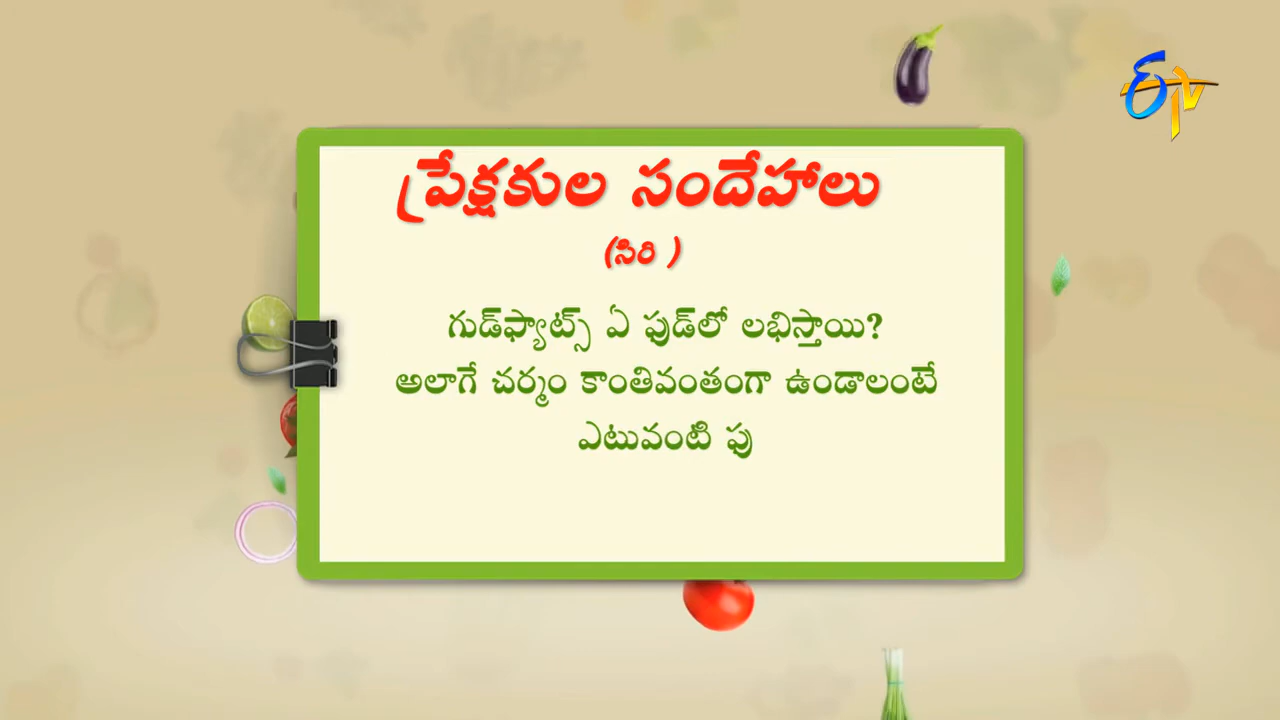 ETV
ప్రేక్షకుల సందేహాలు
(సిరి )
గుడ్‌ఫ్యాట్స్ ఏ ఫుడ్‌లో లభిస్తాయి?
అలాగే చర్మం కాంతివంతంగా ఉండాలంటే
ఎటువంటి ఫు